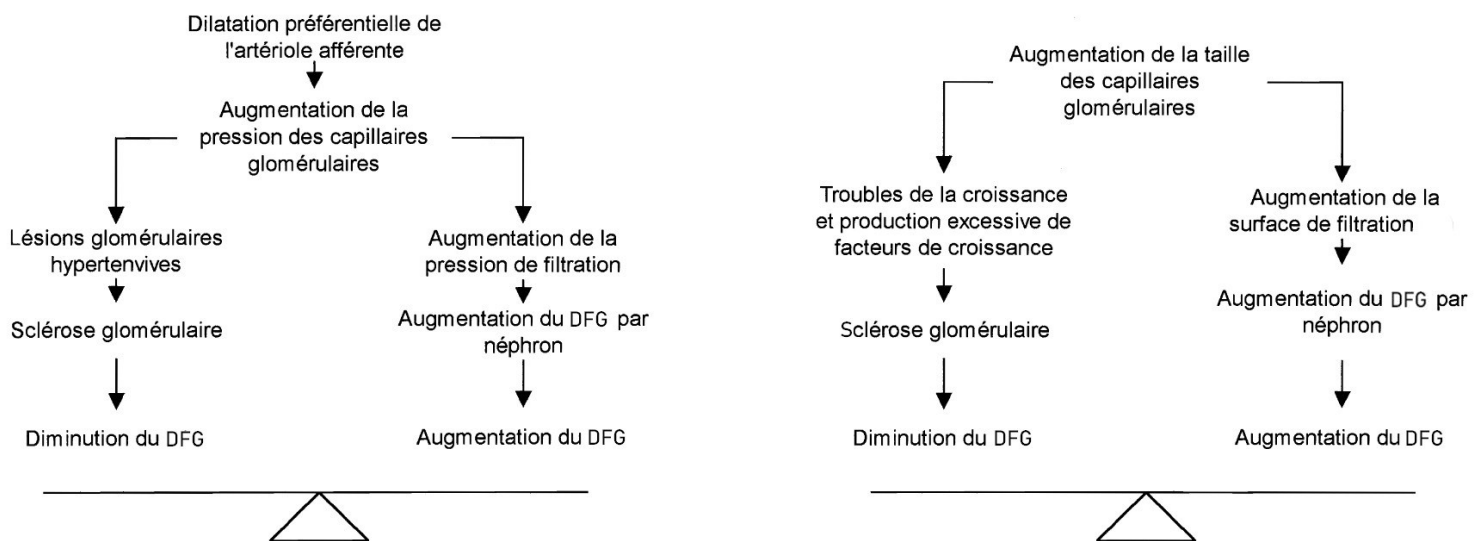 Dilatation préférentielle de
l'artériole afférente
Augmentation de la
pression des capillaires
glomérulaires
Lésions glomérulaires
hypertenvives
Sclérose glomérulaire
Diminution du DFG
Augmentation de la
pression de filtration
Augmentation du DFG par
néphron
Augmentation du DFG
Augmentation de la taille
des capillaires
glomérulaires
Troubles de la croissance
et production excessive de
facteurs de croissance
Sclérose glomérulaire
Diminution du DFG
Augmentation de la
surface de filtration
Augmentation du DFG par
néphron
Augmentation du DFG